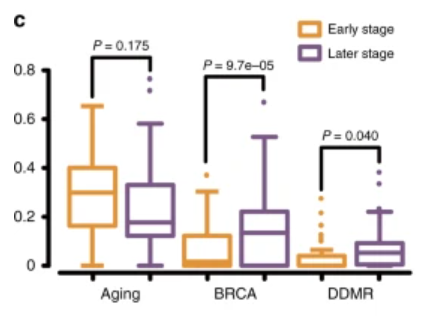 c
Early stage
Later stage
P = 0.175
P = 9.7e–05
P = 0.040
0.8
0.6
0.4
0.2
0
Aging BRCA DDMR